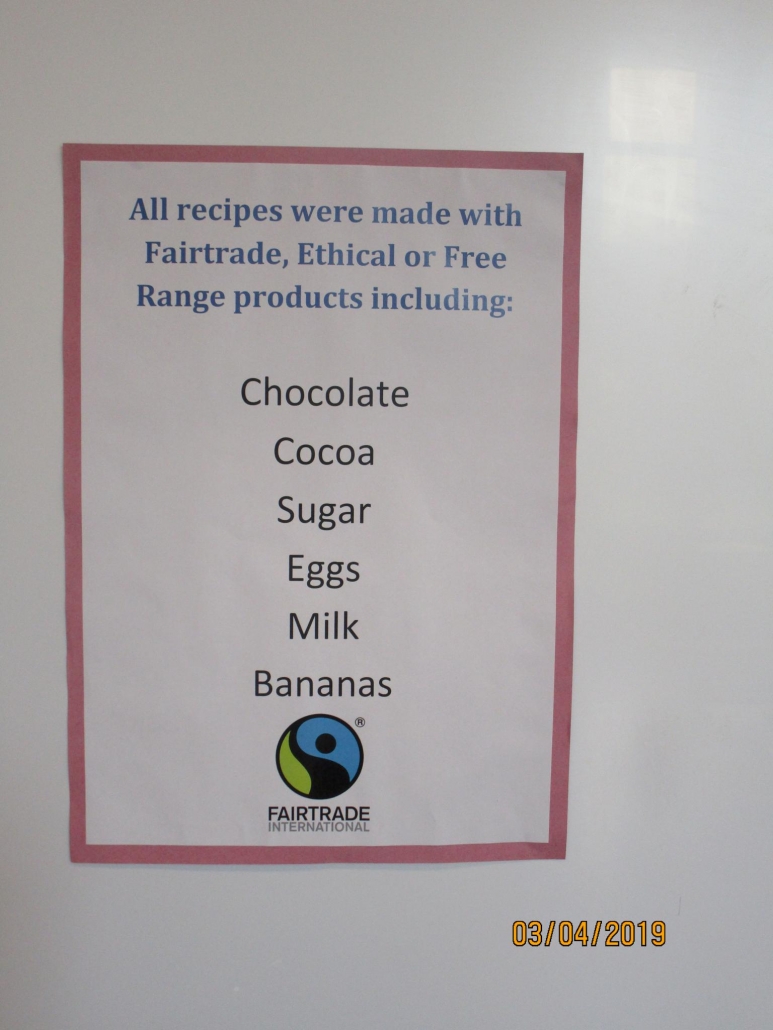 All recipes were made with
Fairtrade, Ethical or Free
Range products including:
Chocolate
Cocoa
Sugar
Eggs
Milk
Bananas
®
FAIRTRADE
INTERNATIONAL
03/04/2019